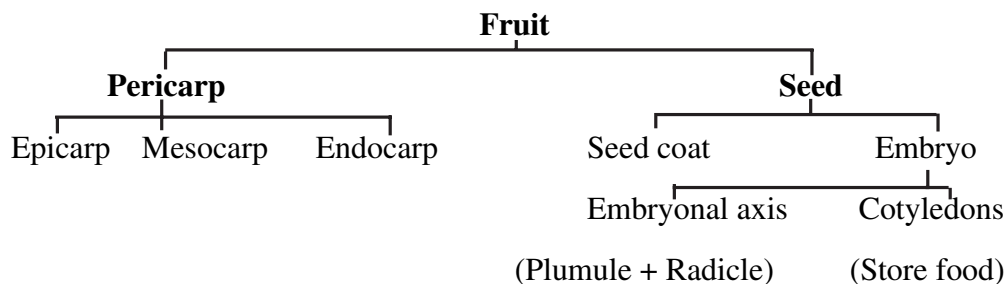 Fruit
Pericarp Seed
Epicarp Mesocarp Endocarp Seed coat Embryo
Embryonal axis Cotyledons
(Plumule + Radicle) (Store food)